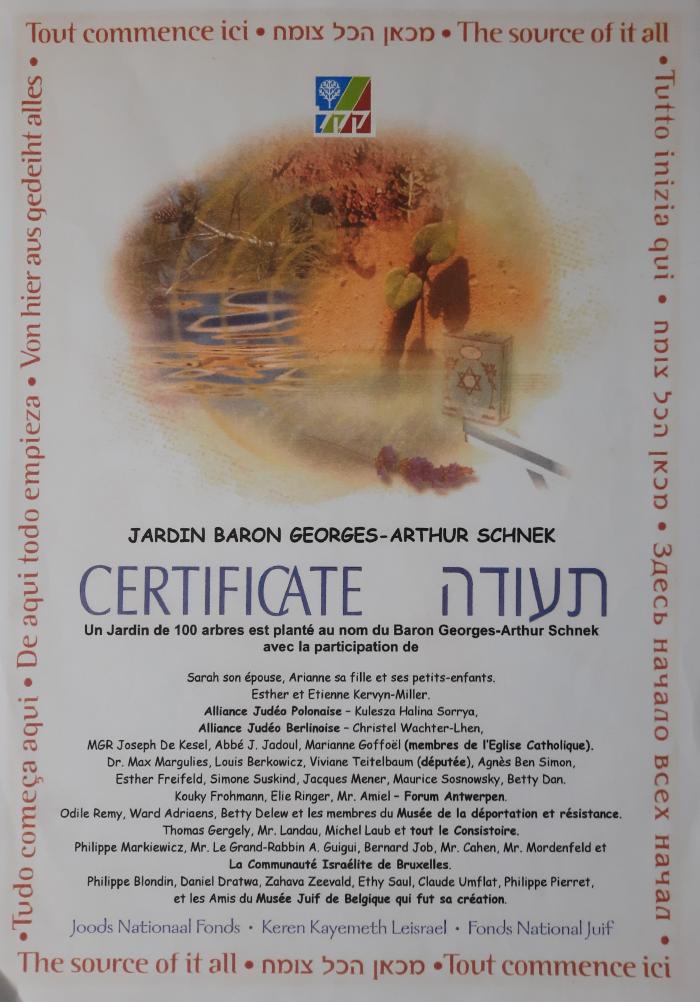 Tout commence ici • מכאן הכל צומח • The source of it all •
Tutto inizia qui • מכאן הכל צומח • Здесь начало всех начал •
•Tudo começa aqui • De aqui todo empieza • Von hier aus gedeiht alles •
קקל
JARDIN BARON GEORGES-ARTHUR SCHNEK
CERTIFICATE תעודה
Un Jardin de 100 arbres est planté au nom du Baron Georges-Arthur Schnek
avec la participation de
Sarah son épouse, Arianne sa fille et ses petits-enfants.
Esther et Etienne Kervyn-Miller.
Alliance Judéo Polonaise – Kulesza Halina Sorrya,
Alliance Judéo Berlinoise – Christel Wachter-Lhen,
MGR Joseph De Kesel, Abbé J. Jadoul, Marianne Goffoël (membres de l'Eglise Catholique).
Dr. Max Margulies, Louis Berkowicz, Viviane Teitelbaum (députée), Agnès Ben Simon,
Esther Freifeld, Simone Suskind, Jacques Mener, Maurice Sosnowsky, Betty Dan.
Kouky Frohmann, Elie Ringer, Mr. Amiel – Forum Antwerpen.
Odile Remy, Ward Adriaens, Betty Delew et les membres du Musée de la déportation et résistance.
Thomas Gergely, Mr. Landau, Michel Laub et tout le Consistoire.
Philippe Markiewicz, Mr. Le Grand-Rabbin A. Guigui, Bernard Job, Mr. Cahen, Mr. Mordenfeld et
La Communauté Israélite de Bruxelles.
Philippe Blondin, Daniel Dratwa, Zahava Zeevald, Ethy Saul, Claude Umflat, Philippe Pierret,
et les Amis du Musée Juif de Belgique qui fut sa création.
Joods Nationaal Fonds • Keren Kayemeth Leisrael • Fonds National Juif
The source of it all • מכאן הכל צומח •Tout commence ici